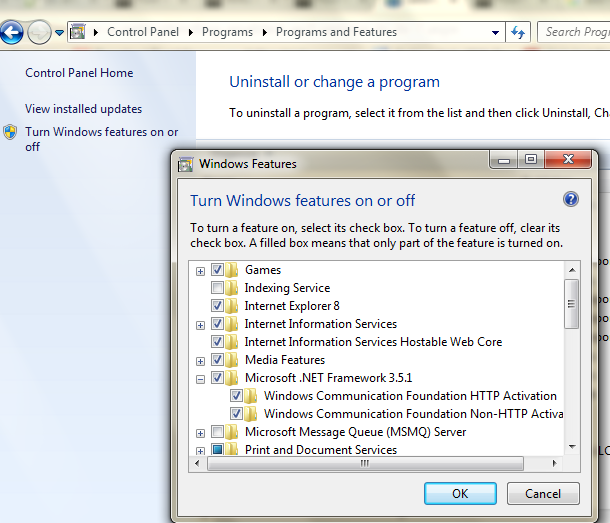 Control Panel Programs Programs and Features Search Prog
Control Panel Home
View installed updates
Turn Windows features on or
off
Uninstall or change a program
To uninstall a program, select it from the list and then click Uninstall, Cha
Windows Features
Turn Windows features on or off
To turn a feature on, select its check box. To turn a feature off, clear its
check box. A filled box means that only part of the feature is turned on.
Games
Indexing Service
Internet Explorer 8
Internet Information Services
Internet Information Services Hostable Web Core
Media Features
Microsoft .NET Framework 3.5.1
Windows Communication Foundation HTTP Activation
Windows Communication Foundation Non-HTTP Activa
Microsoft Message Queue (MSMQ) Server
Print and Document Services
OK Cancel